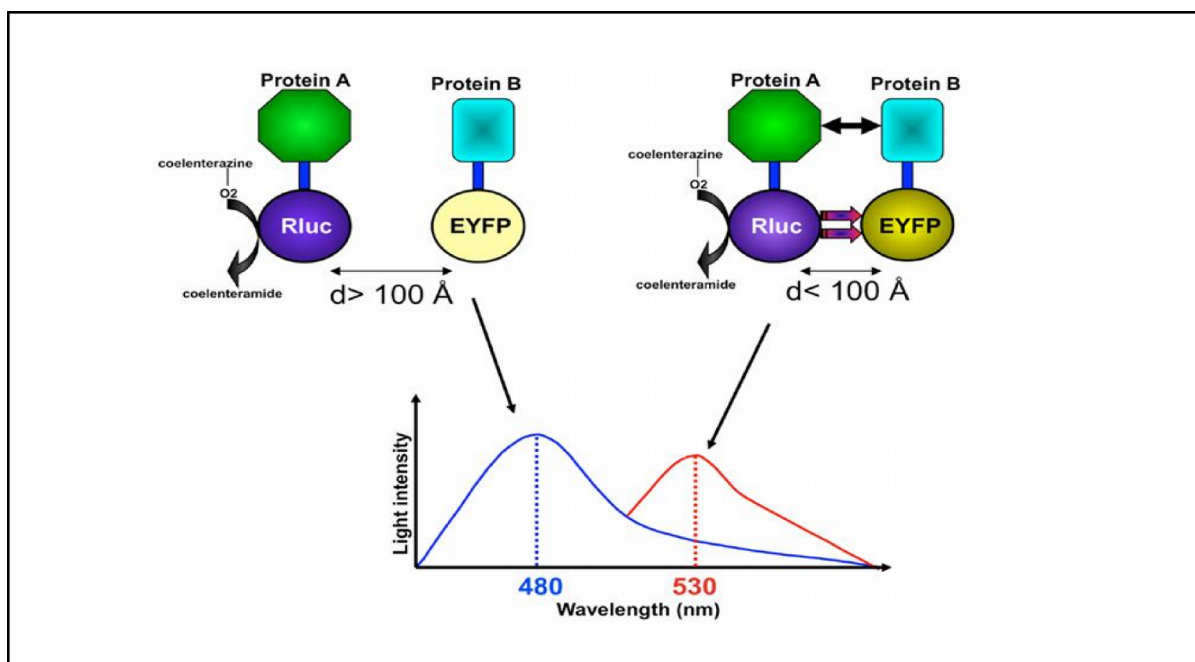 Protein A
Protein B
coelenterazine
O2
Rluc
EYFP
coelenteramide
d> 100 Å
Protein A
Protein B
coelenterazine
O2
Rluc
EYFP
coelenteramide
d< 100 Å
Light intensity
480
530
Wavelength (nm)